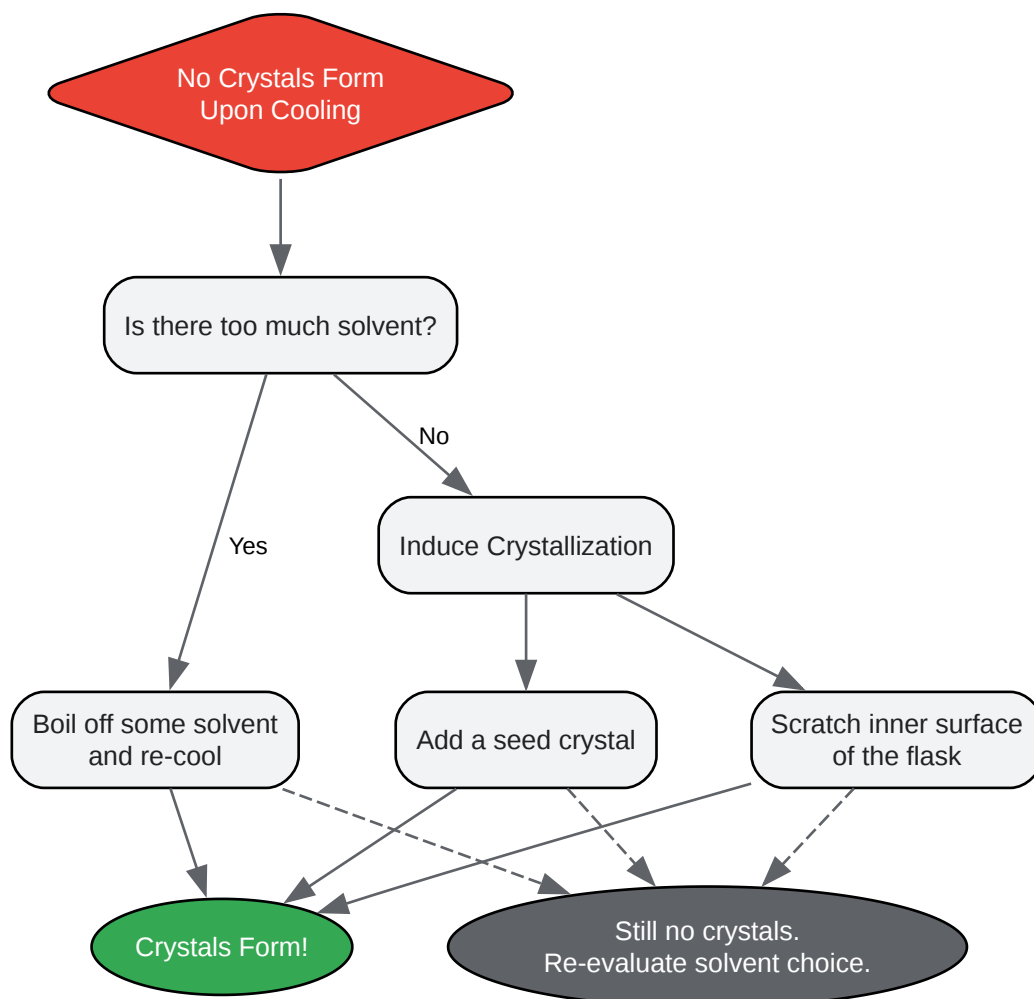 No Crystals Form
Upon Cooling
Is there too much solvent?
No
Yes
Induce Crystallization
Boil off some solvent
and re-cool
Add a seed crystal
Scratch inner surface
of the flask
Crystals Form!
Still no crystals.
Re-evaluate solvent choice.